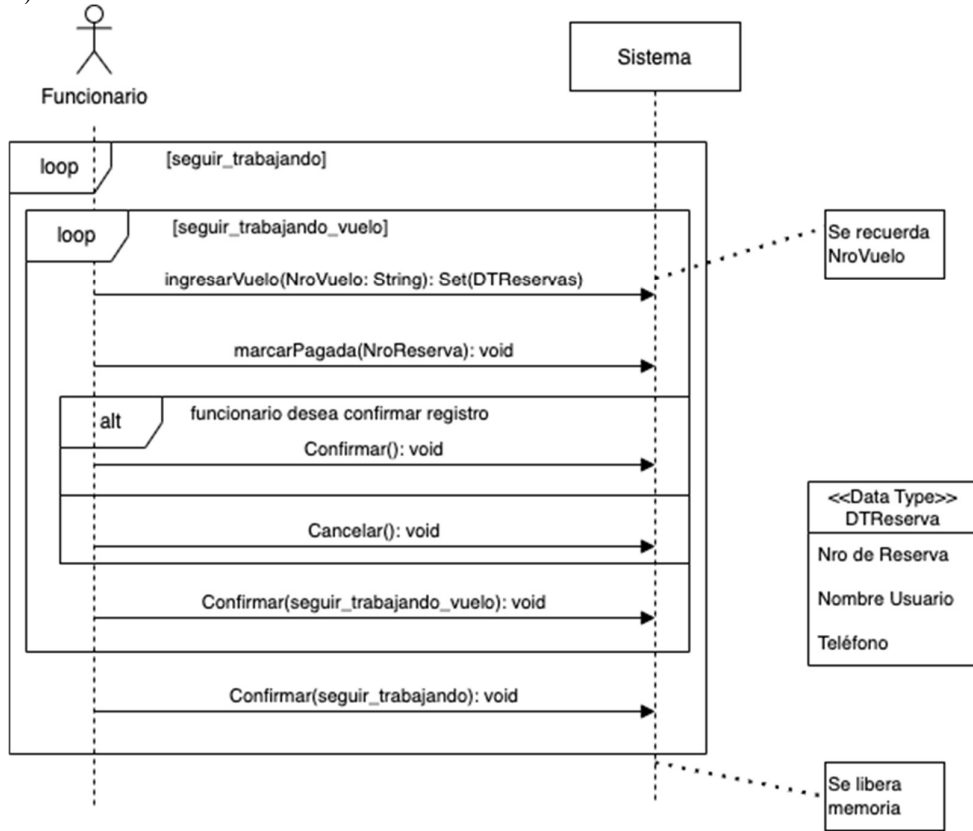 )
Funcionario
Sistema
loop
[seguir_trabajando]
loop
[seguir_trabajando_vuelo]
Se recuerda
NroVuelo
ingresarVuelo(NroVuelo: String): Set(DTReservas)
marcarPagada(NroReserva): void
alt
funcionario desea confirmar registro
Confirmar(): void
<<Data Type>>
DTReserva
Cancelar(): void
Nro de Reserva
Nombre Usuario
Confirmar(seguir_trabajando_vuelo): void
Teléfono
Confirmar(seguir_trabajando): void
Se libera
memoria